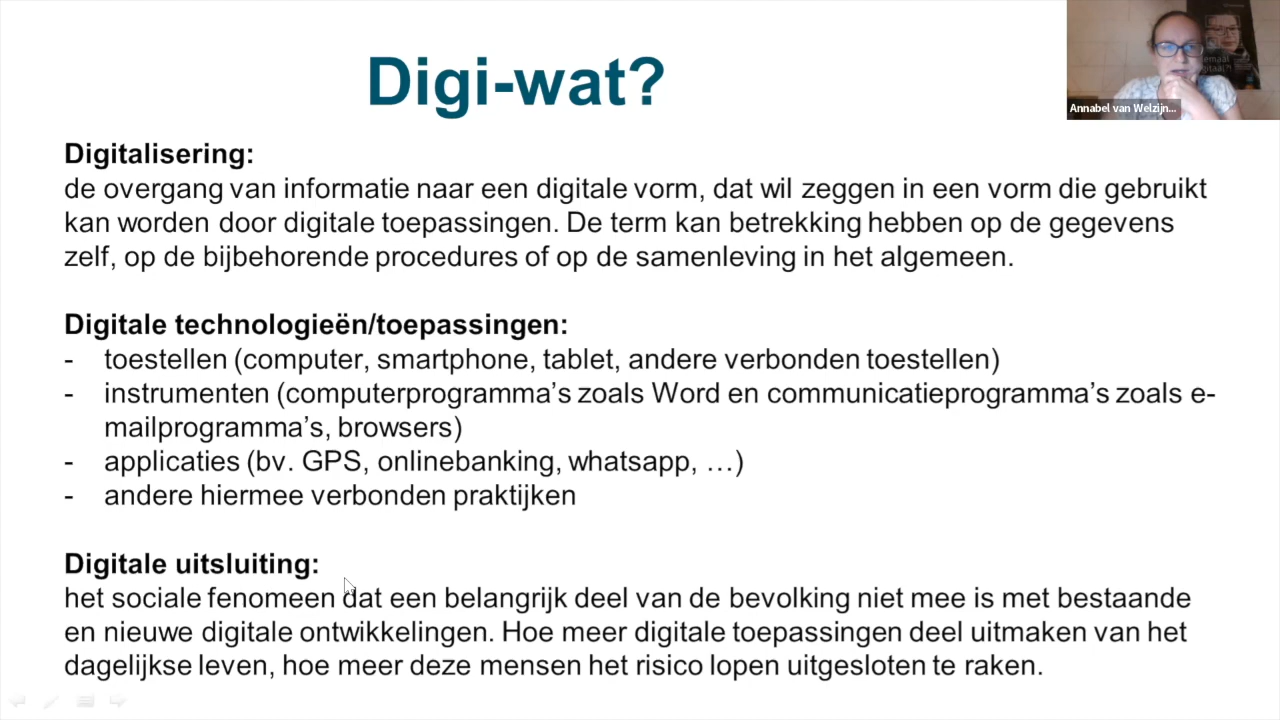 Digi-wat?
Annabel van Welzijn...
emaal
gitaal?!
Digitalisering:
de overgang van informatie naar een digitale vorm, dat wil zeggen in een vorm die gebruikt
kan worden door digitale toepassingen. De term kan betrekking hebben op de gegevens
zelf, op de bijbehorende procedures of op de samenleving in het algemeen.
Digitale technologieën/toepassingen:
- toestellen (computer, smartphone, tablet, andere verbonden toestellen)
- instrumenten (computerprogramma’s zoals Word en communicatieprogramma’s zoals e-
mailprogramma’s, browsers)
- applicaties (bv. GPS, onlinebanking, whatsapp, …)
- andere hiermee verbonden praktijken
Digitale uitsluiting:
het sociale fenomeen dat een belangrijk deel van de bevolking niet mee is met bestaande
en nieuwe digitale ontwikkelingen. Hoe meer digitale toepassingen deel uitmaken van het
dagelijkse leven, hoe meer deze mensen het risico lopen uitgesloten te raken.